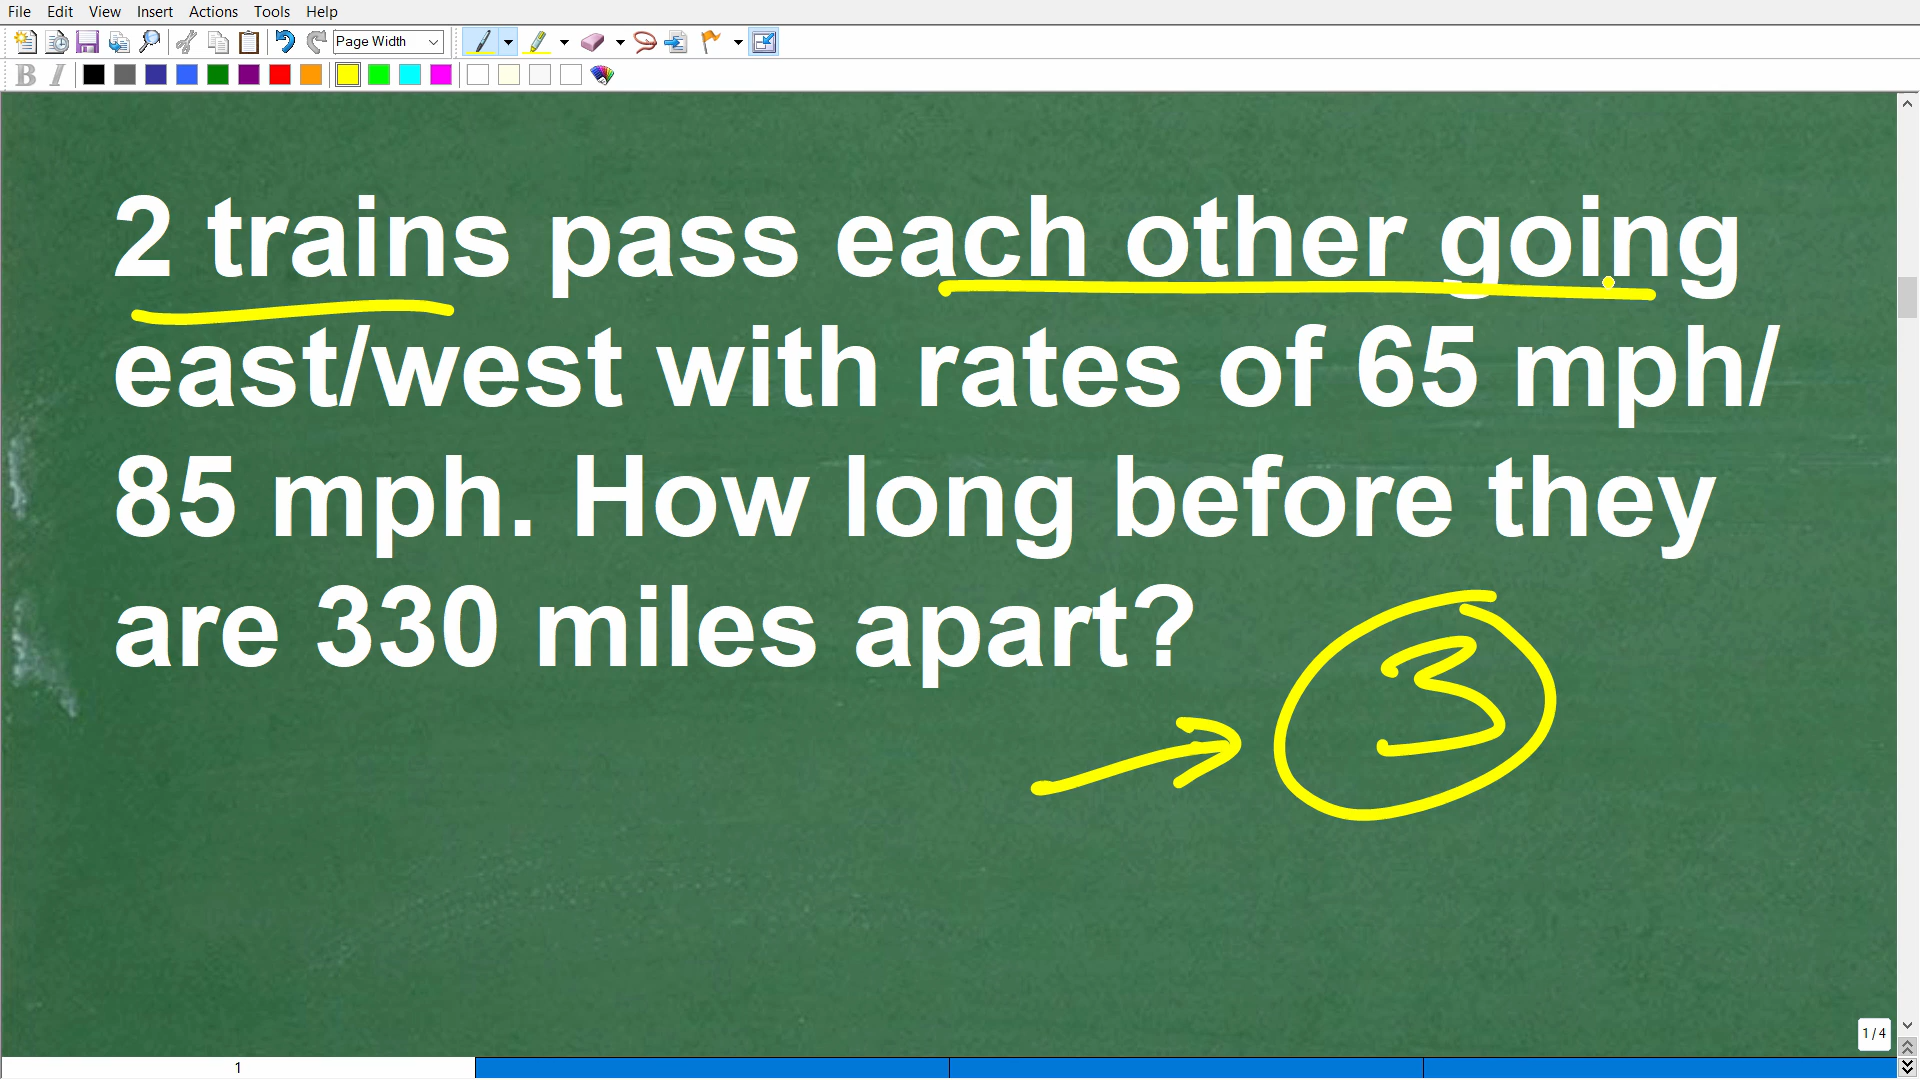 File Edit View Insert Actions Tools Help
Page Width
B I
2 trains pass each other going
east/west with rates of 65 mph/
85 mph. How long before they
are 330 miles apart?
3
1 / 4
1